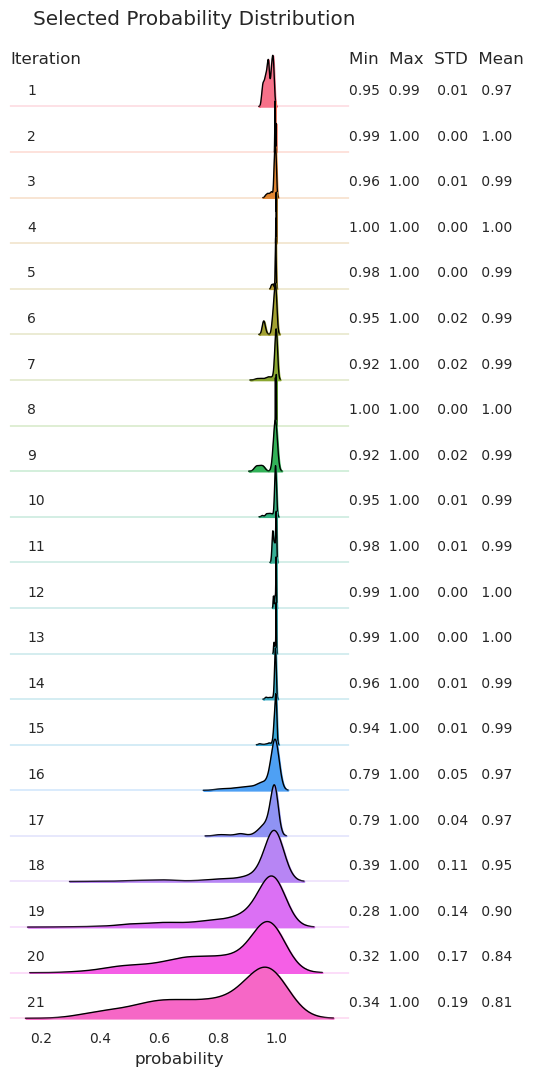 Selected Probability Distribution
Iteration Min Max STD Mean
1 0.95 0.99 0.01 0.97
2 0.99 1.00 0.00 1.00
3 0.96 1.00 0.01 0.99
4 1.00 1.00 0.00 1.00
5 0.98 1.00 0.00 0.99
6 0.95 1.00 0.02 0.99
7 0.92 1.00 0.02 0.99
8 1.00 1.00 0.00 1.00
9 0.92 1.00 0.02 0.99
10 0.95 1.00 0.01 0.99
11 0.98 1.00 0.01 0.99
12 0.99 1.00 0.00 1.00
13 0.99 1.00 0.00 1.00
14 0.96 1.00 0.01 0.99
15 0.94 1.00 0.01 0.99
16 0.79 1.00 0.05 0.97
17 0.79 1.00 0.04 0.97
18 0.39 1.00 0.11 0.95
19 0.28 1.00 0.14 0.90
20 0.32 1.00 0.17 0.84
21 0.34 1.00 0.19 0.81
0.2 0.4 0.6 0.8 1.0
probability